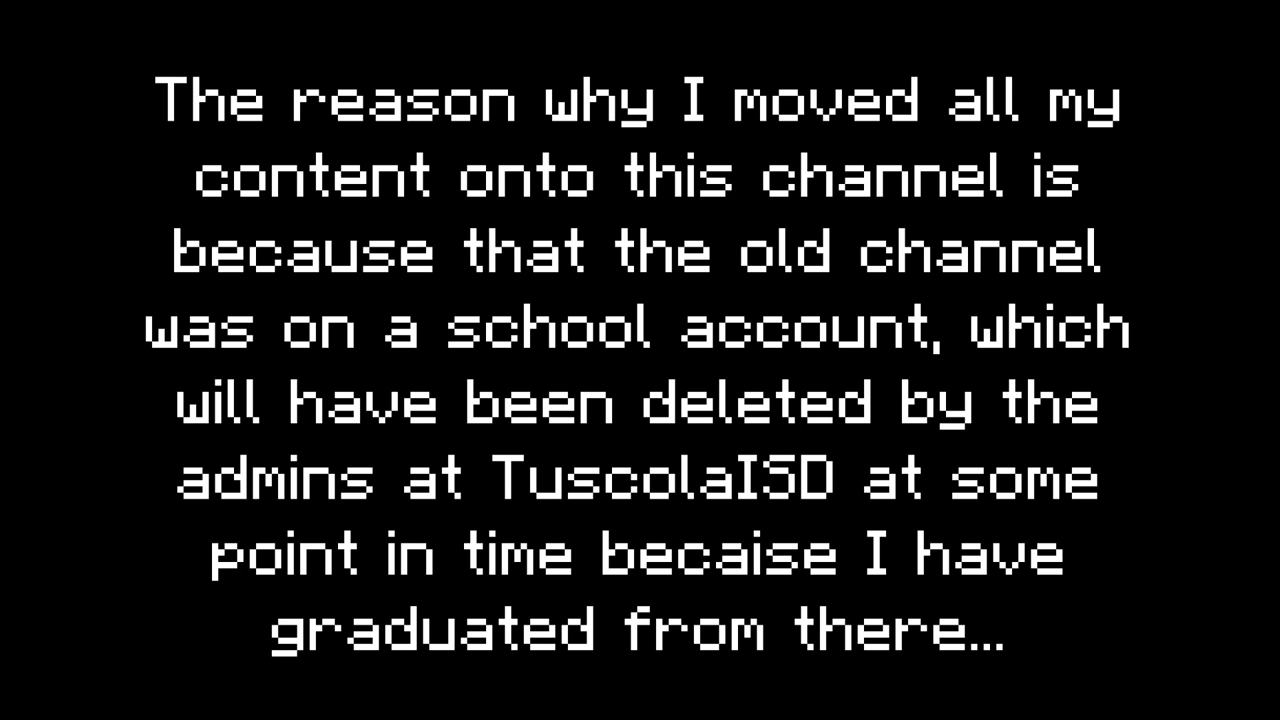 The reason why I moved all my
content onto this channel is
because that the old channel
was on a school account, which
will have been deleted by the
admins at TuscolaISD at some
point in time becaise I have
graduated from there...